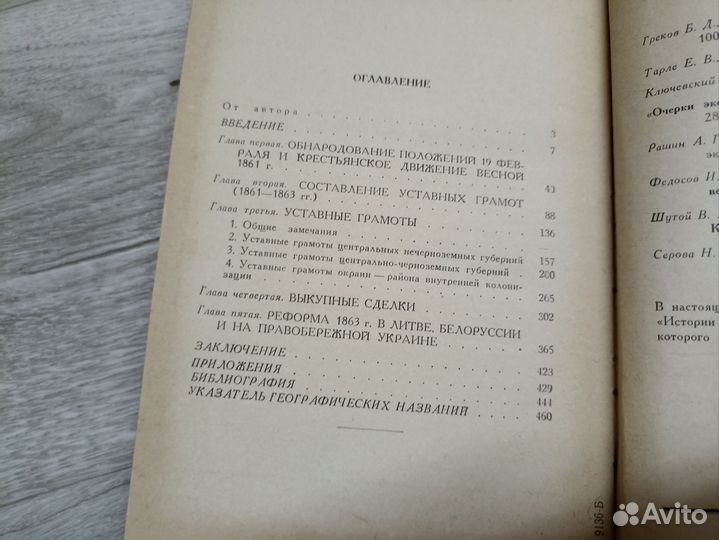 ОГЛАВЛЕНИЕ
От автора . . . . . . . . . . 3
ВВЕДЕНИЕ . . . . . . . . . . 7
Глава первая. ОБНАРОДОВАНИЕ ПОЛОЖЕНИЙ 19 ФЕВ-
РАЛЯ И КРЕСТЬЯНСКОЕ ДВИЖЕНИЕ ВЕСНОЙ
1861 г. . . . . . . . . . . 43
Глава вторая. СОСТАВЛЕНИЕ УСТАВНЫХ ГРАМОТ
(1861—1863 гг.) . . . . . . . . . . 88
Глава третья. УСТАВНЫЕ ГРАМОТЫ . . . . . . 136
1. Общие замечания . . . . . . . . . .
2. Уставные грамоты центральных нечерноземных губерний 157
3. Уставные грамоты центрально-черноземных губерний . 200
4. Уставные грамоты окраин — района внутренней колони-
зации . . . . . . . . . . 265
Глава четвертая. ВЫКУПНЫЕ СДЕЛКИ . . . . . . 302
Глава пятая. РЕФОРМА 1863 г. В ЛИТВЕ, БЕЛОРУССИИ
И НА ПРАВОБЕРЕЖНОЙ УКРАИНЕ . . . . . . 365
ЗАКЛЮЧЕНИЕ . . . . . . . . . . 423
ПРИЛОЖЕНИЯ . . . . . . . . . . 429
БИБЛИОГРАФИЯ . . . . . . . . . . 441
УКАЗАТЕЛЬ ГЕОГРАФИЧЕСКИХ НАЗВАНИЙ . . . . . 460
9136-Б
Греков Б. Д.,
100
Тарле Е. В.,
Ключевский
«Очерки эко
28
Рашин А. Г
эк
Федосов И.
ве
Шутой В.
К
Серова Н.
В настоящ
«Истории
которого
Avito